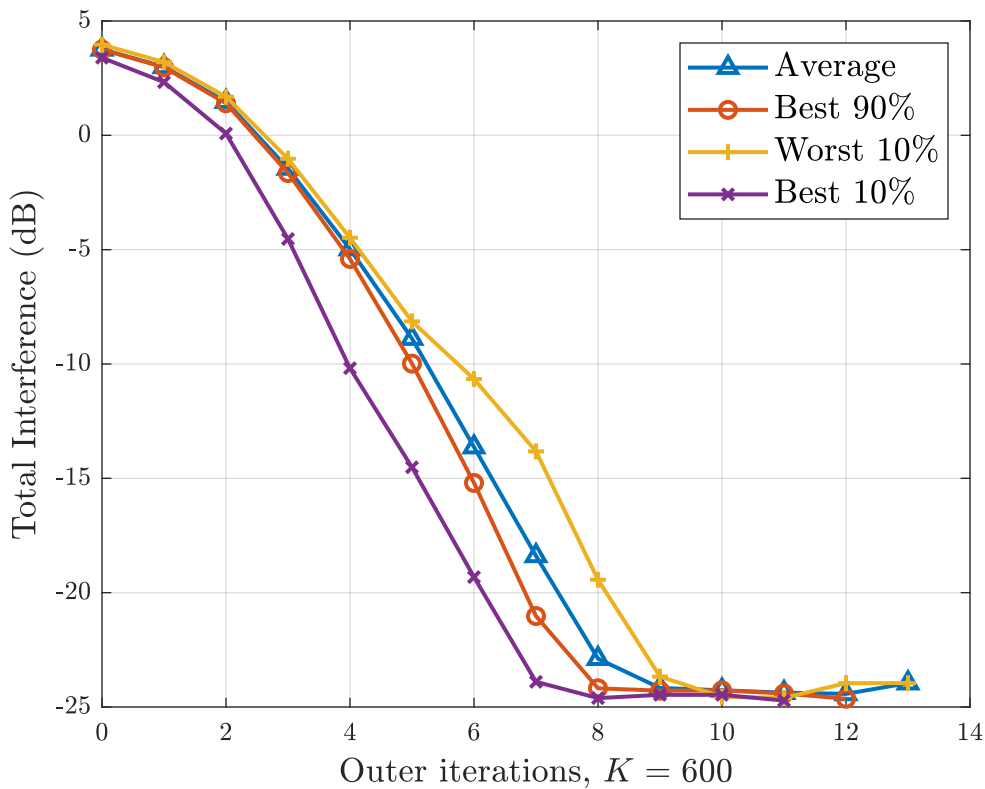 5
0
-5
-10
-15
-20
-25
0 2 4 6 8 10 12 14
Total Interference (dB)
Outer iterations, K = 600
Average
Best 90%
Worst 10%
Best 10%